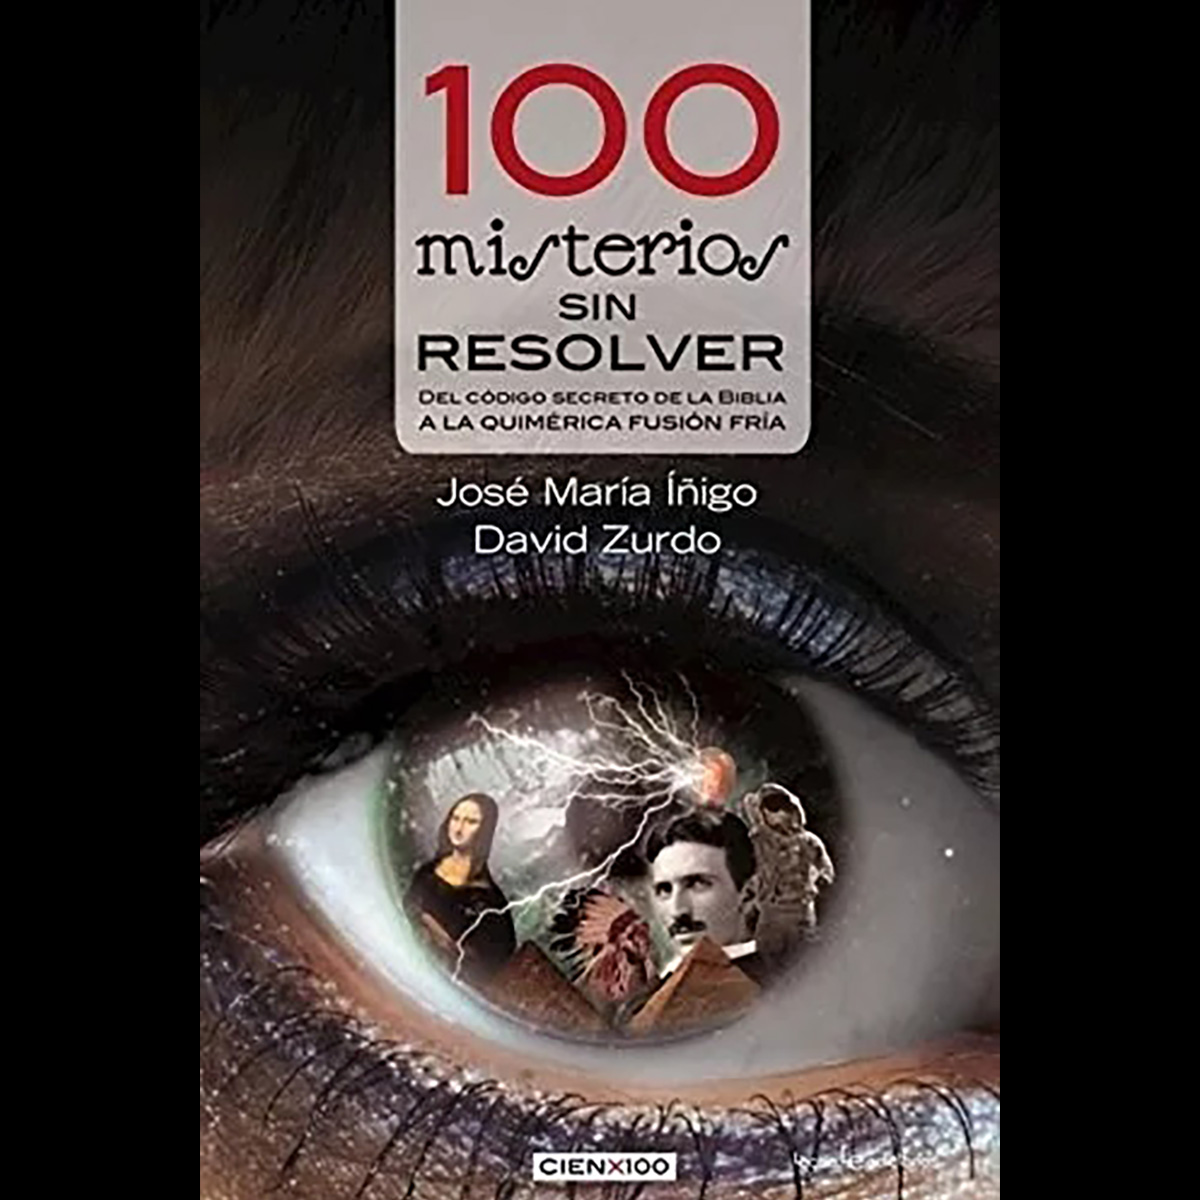 100
misterios
SIN
RESOLVER
DEL CÓDIGO SECRETO DE LA BIBLIA
A LA QUIMÉRICA FUSIÓN FRÍA
José María Íñigo
David Zurdo
CIENX100